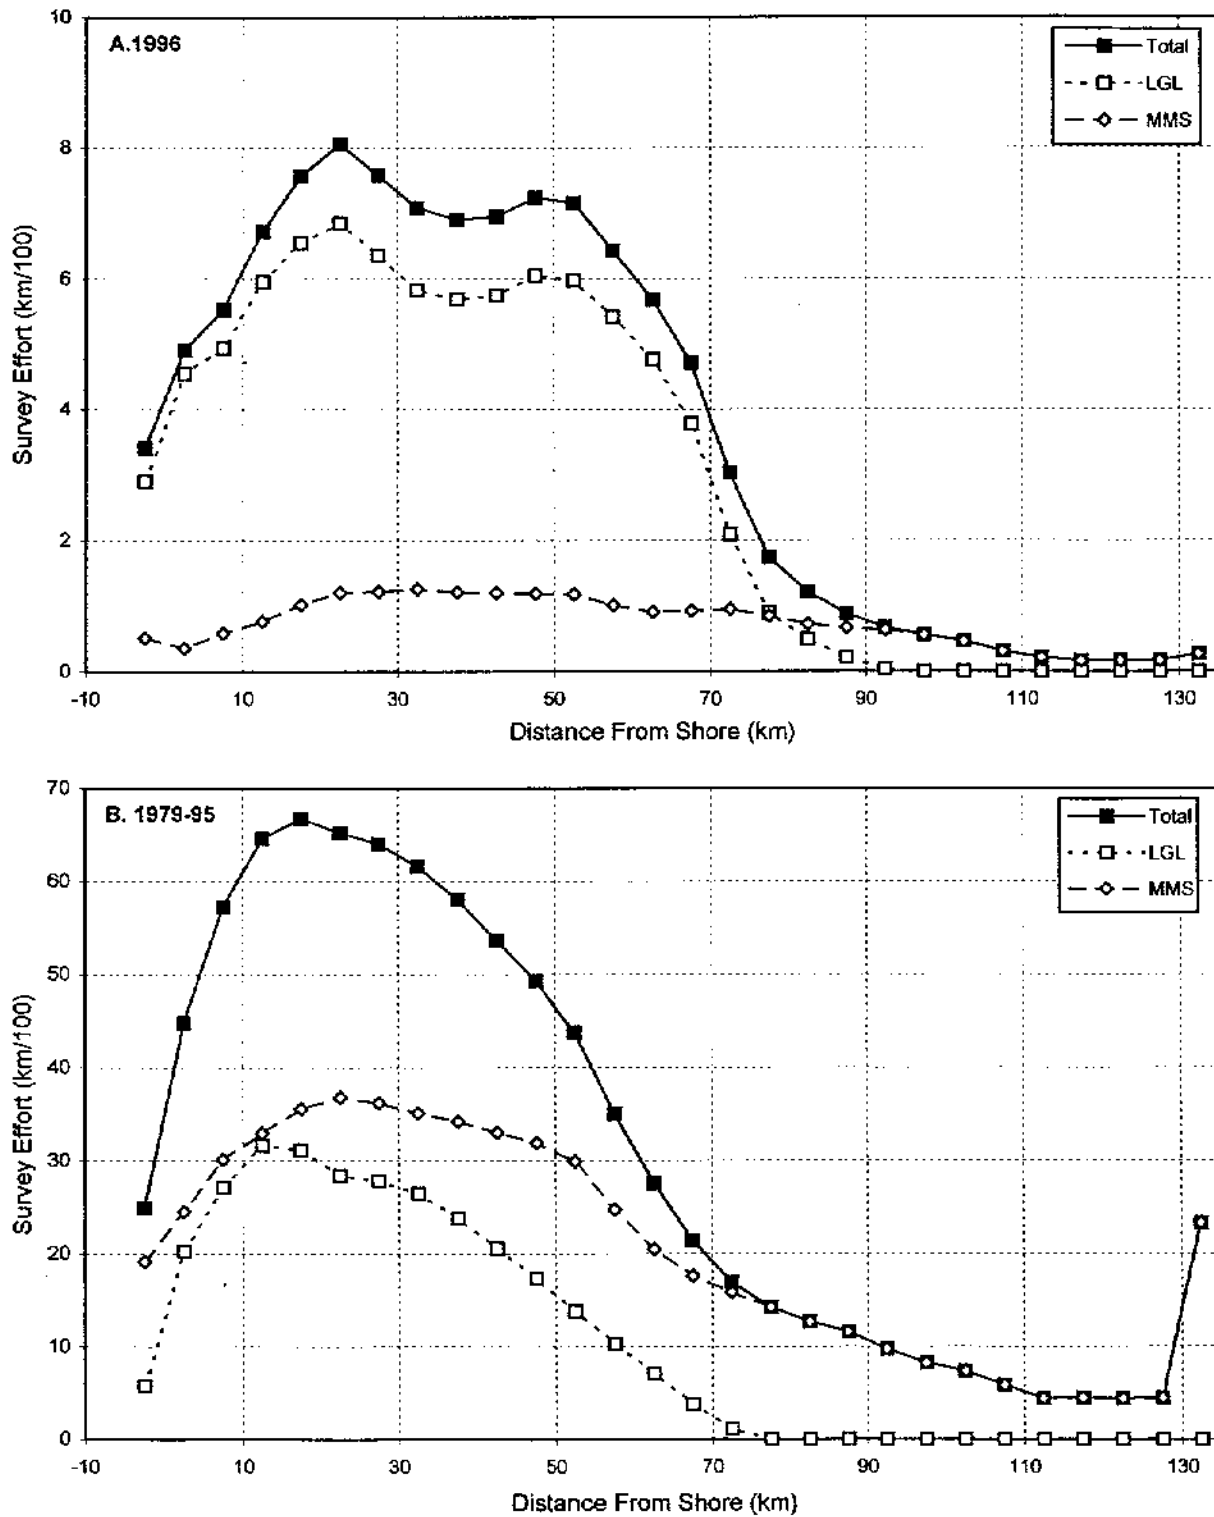 A.1996
Total
LGL
MMS
10
8
6
4
2
0
Survey Effort (km/100)
-10 10 30 50 70 90 110 130
Distance From Shore (km)
B. 1979-95
Total
LGL
MMS
70
60
50
40
30
20
10
0
Survey Effort (km/100)
-10 10 30 50 70 90 110 130
Distance From Shore (km)